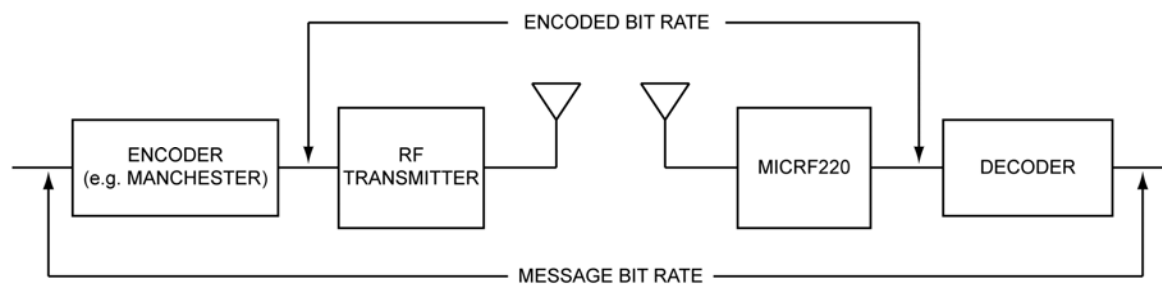 ENCODED BIT RATE
ENCODER
(e.g. MANCHESTER)
RF
TRANSMITTER
MICRF220
DECODER
MESSAGE BIT RATE